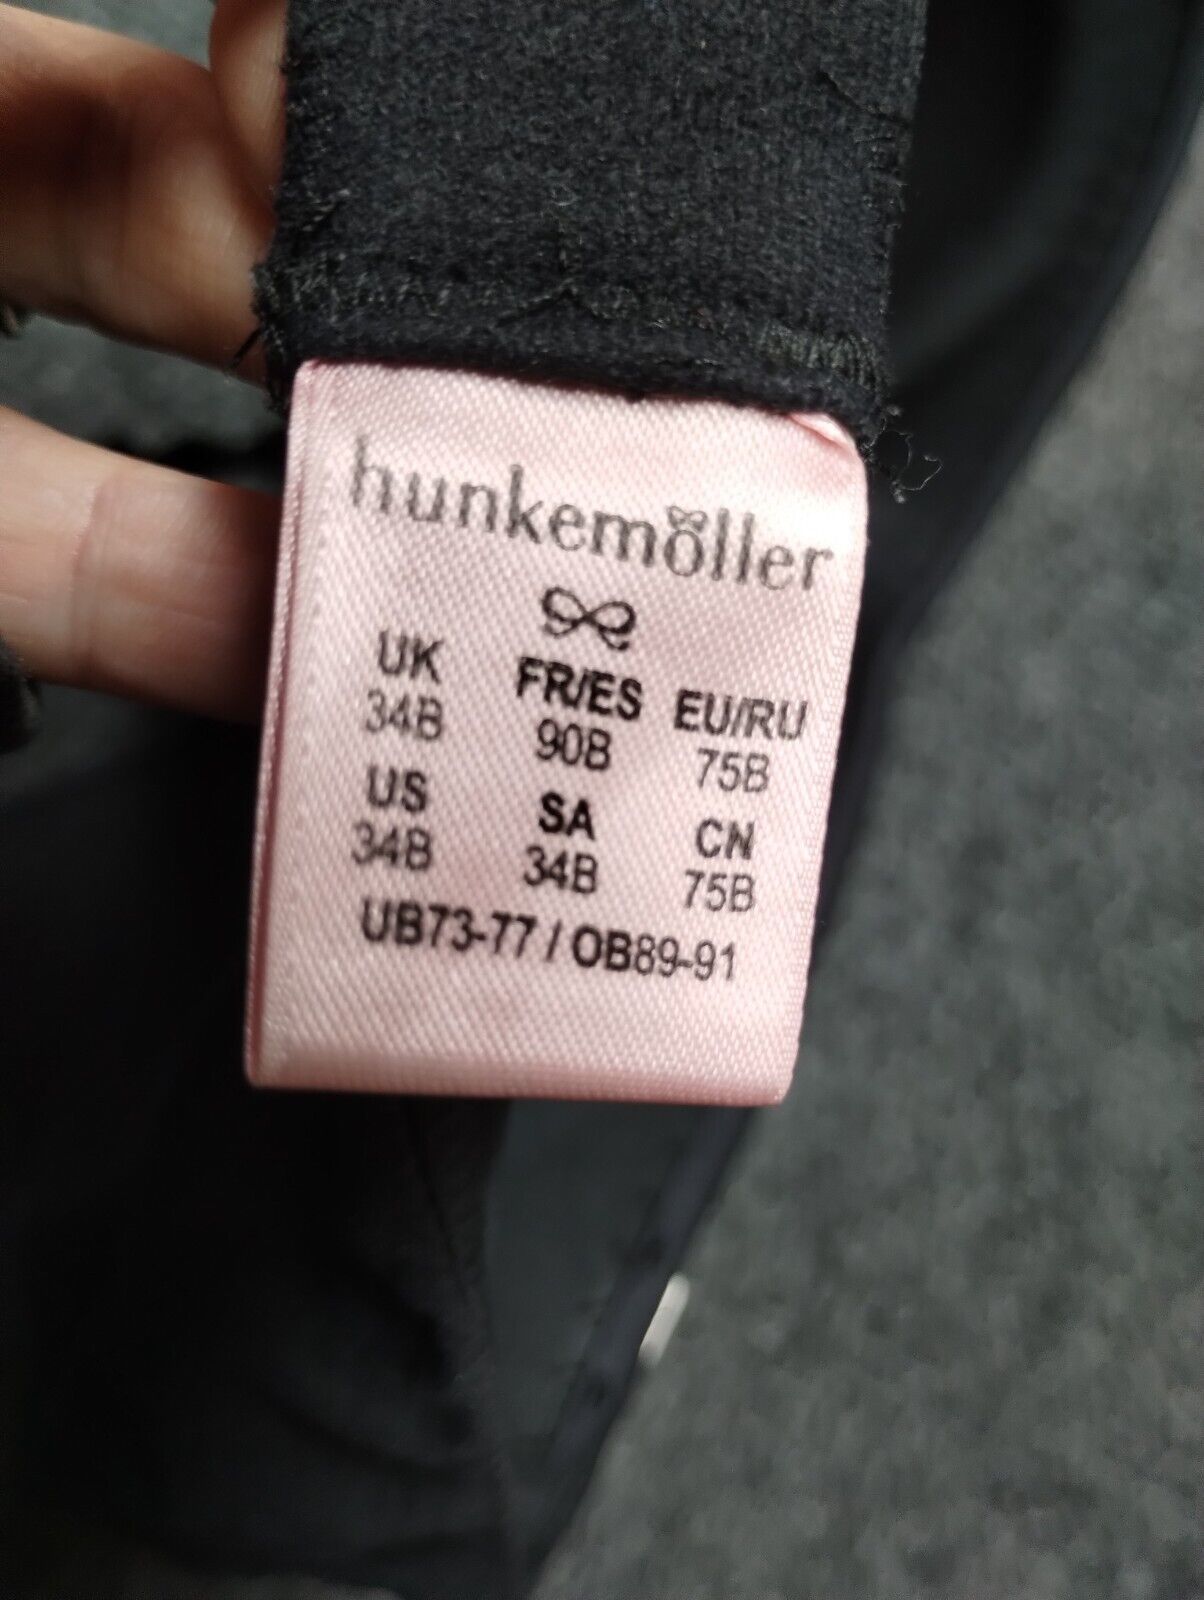 hunkemöller
UK FR/ES EU/RU
34B 90B 75B
US SA CN
34B 34B 75B
UB73-77 / OB89-91